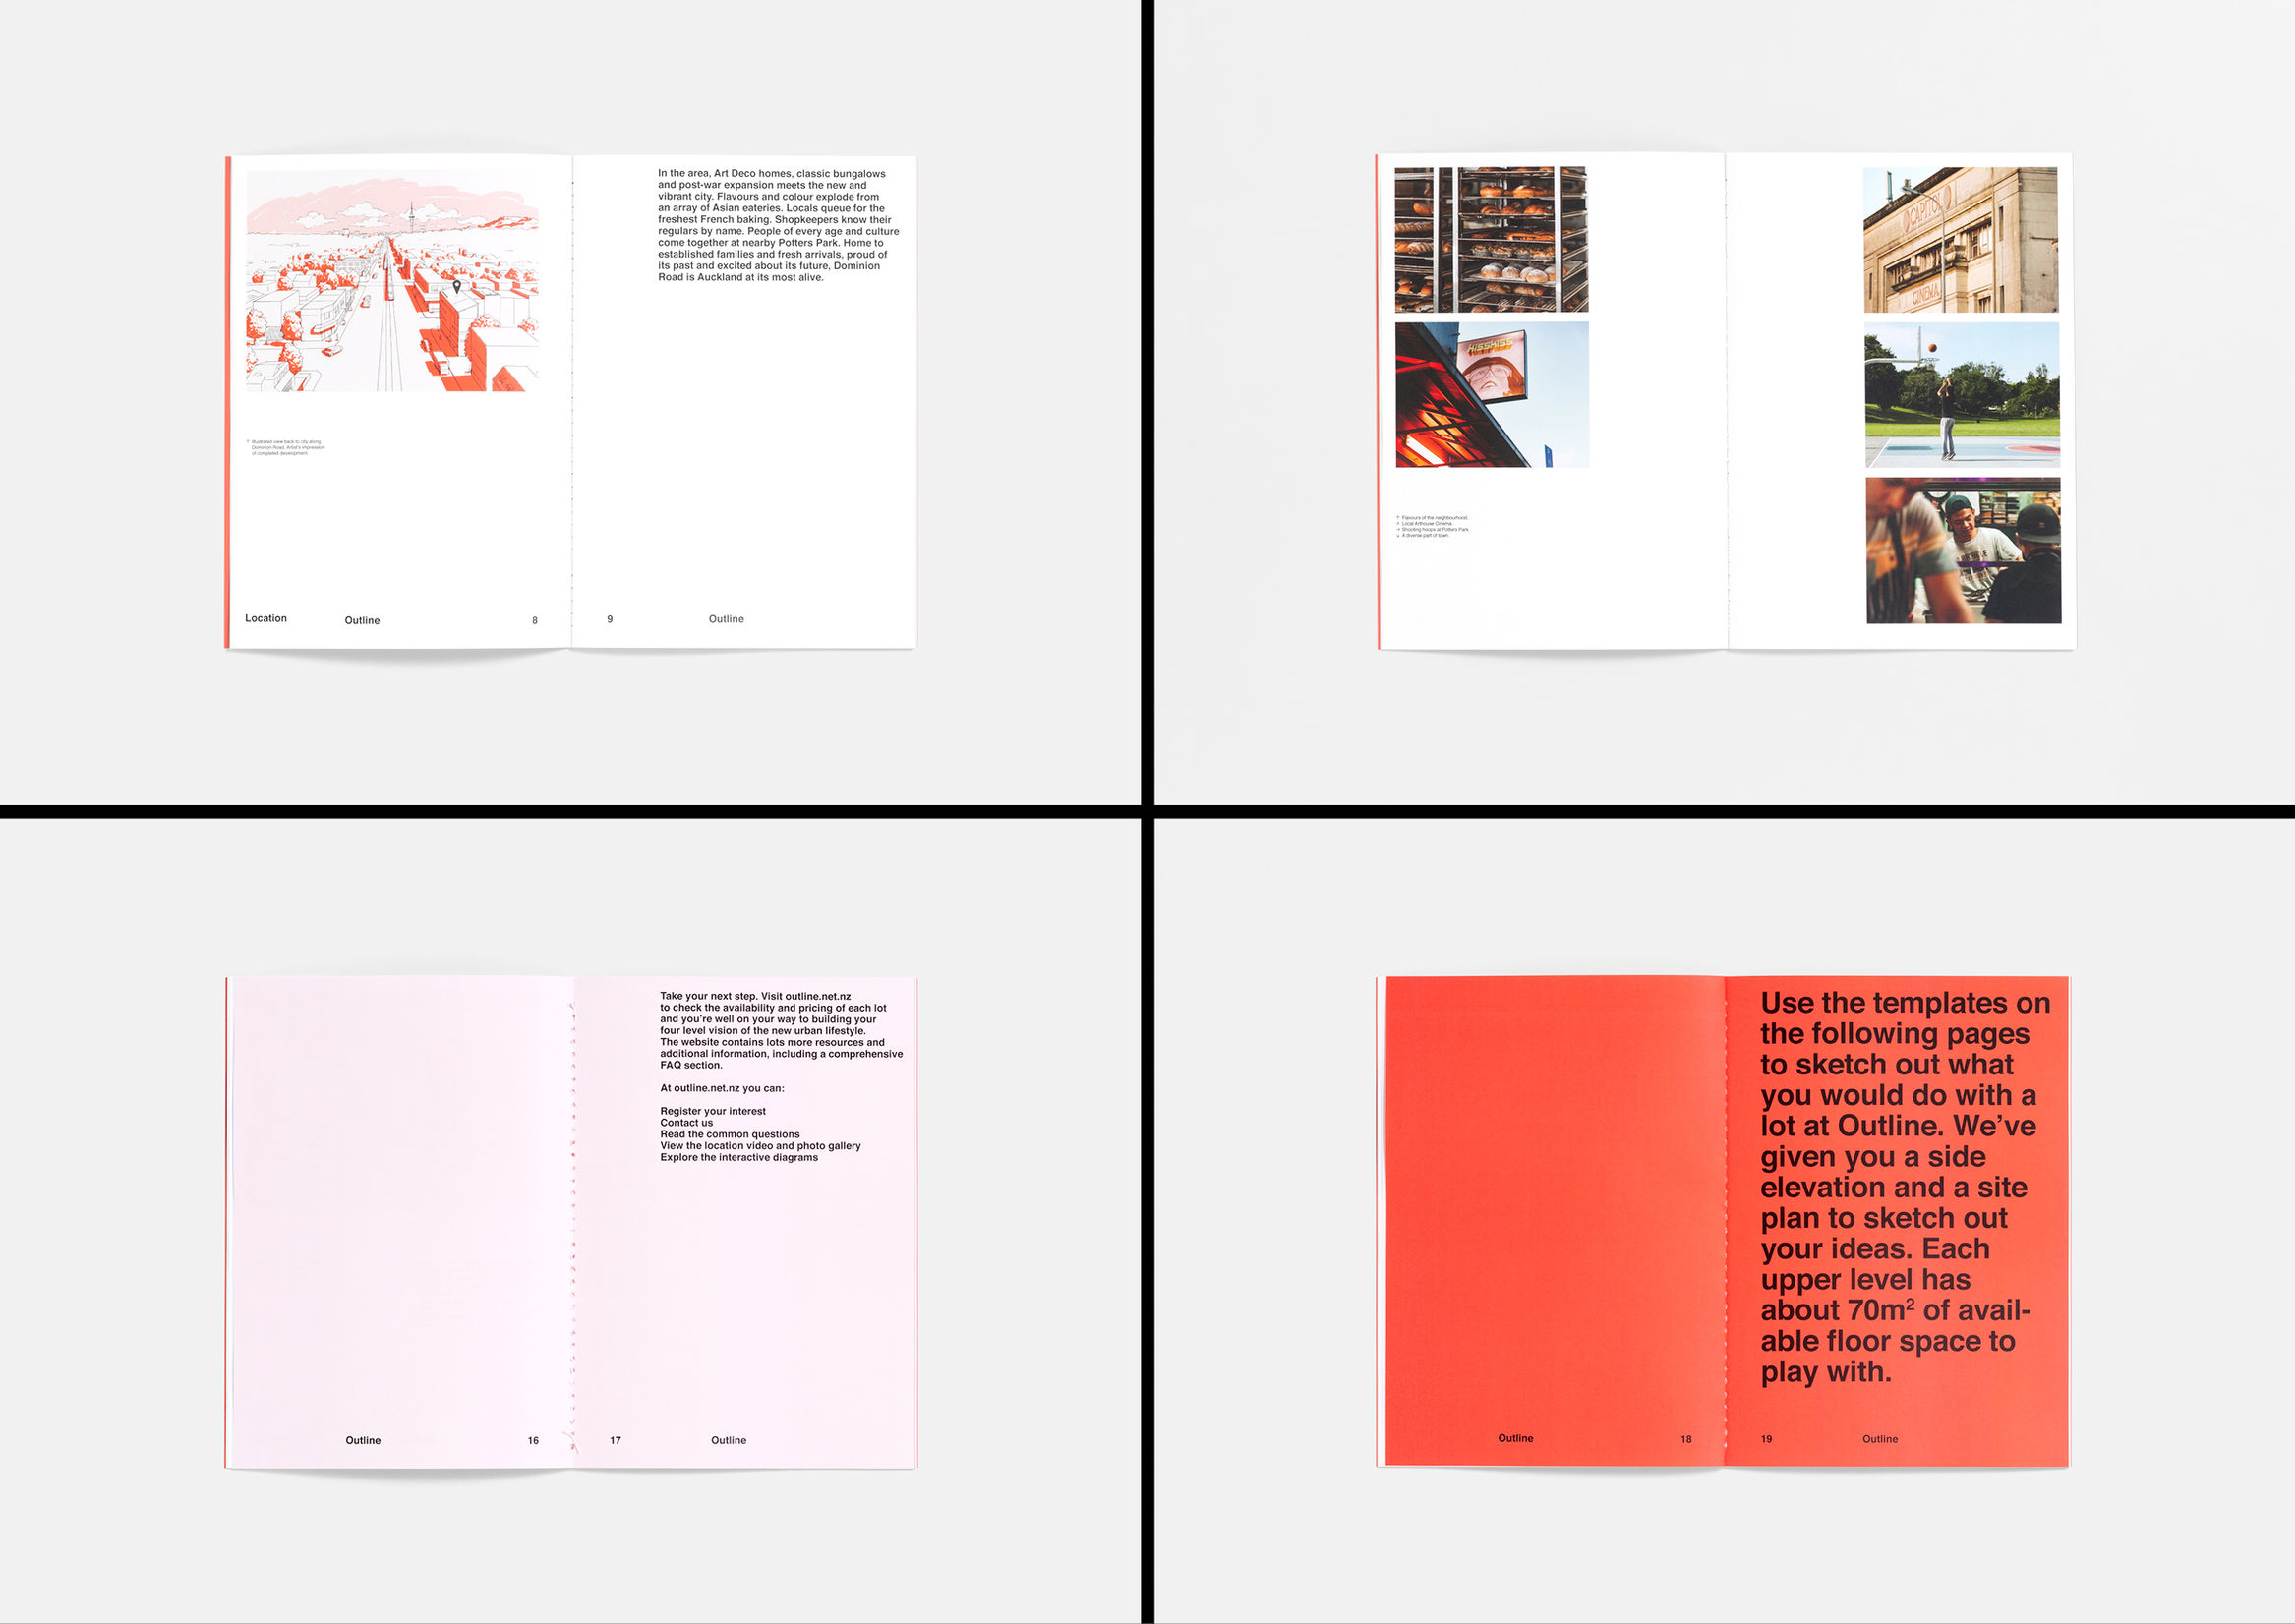 In the area, Art Deco homes, classic bungalows
and post-war expansion meets the new and
vibrant city. Flavours and colour explode from
an array of Asian eateries. Locals queue for the
freshest French baking. Shopkeepers know their
regulars by name. People of every age and culture
come together at nearby Potters Park. Home to
established families and fresh arrivals, proud of
its past and excited about its future, Dominion
Road is Auckland at its most alive.
↑ Illustrated view back to city along
Dominion Road. Artist's impression
of completed development.
Location Outline 8
9 Outline
CAPITOL
CINEMA
KISSKISS
↑ Flavours of the neighbourhood.
↗ Local Arthouse Cinema.
→ Shooting hoops at Potters Park.
↘ A diverse part of town.
Take your next step. Visit outline.net.nz
to check the availability and pricing of each lot
and you're well on your way to building your
four level vision of the new urban lifestyle.
The website contains lots more resources and
additional information, including a comprehensive
FAQ section.
At outline.net.nz you can:
Register your interest
Contact us
Read the common questions
View the location video and photo gallery
Explore the interactive diagrams
Outline 16
17 Outline
Use the templates on
the following pages
to sketch out what
you would do with a
lot at Outline. We've
given you a side
elevation and a site
plan to sketch out
your ideas. Each
upper level has
about 70m² of avail-
able floor space to
play with.
Outline 18
19 Outline